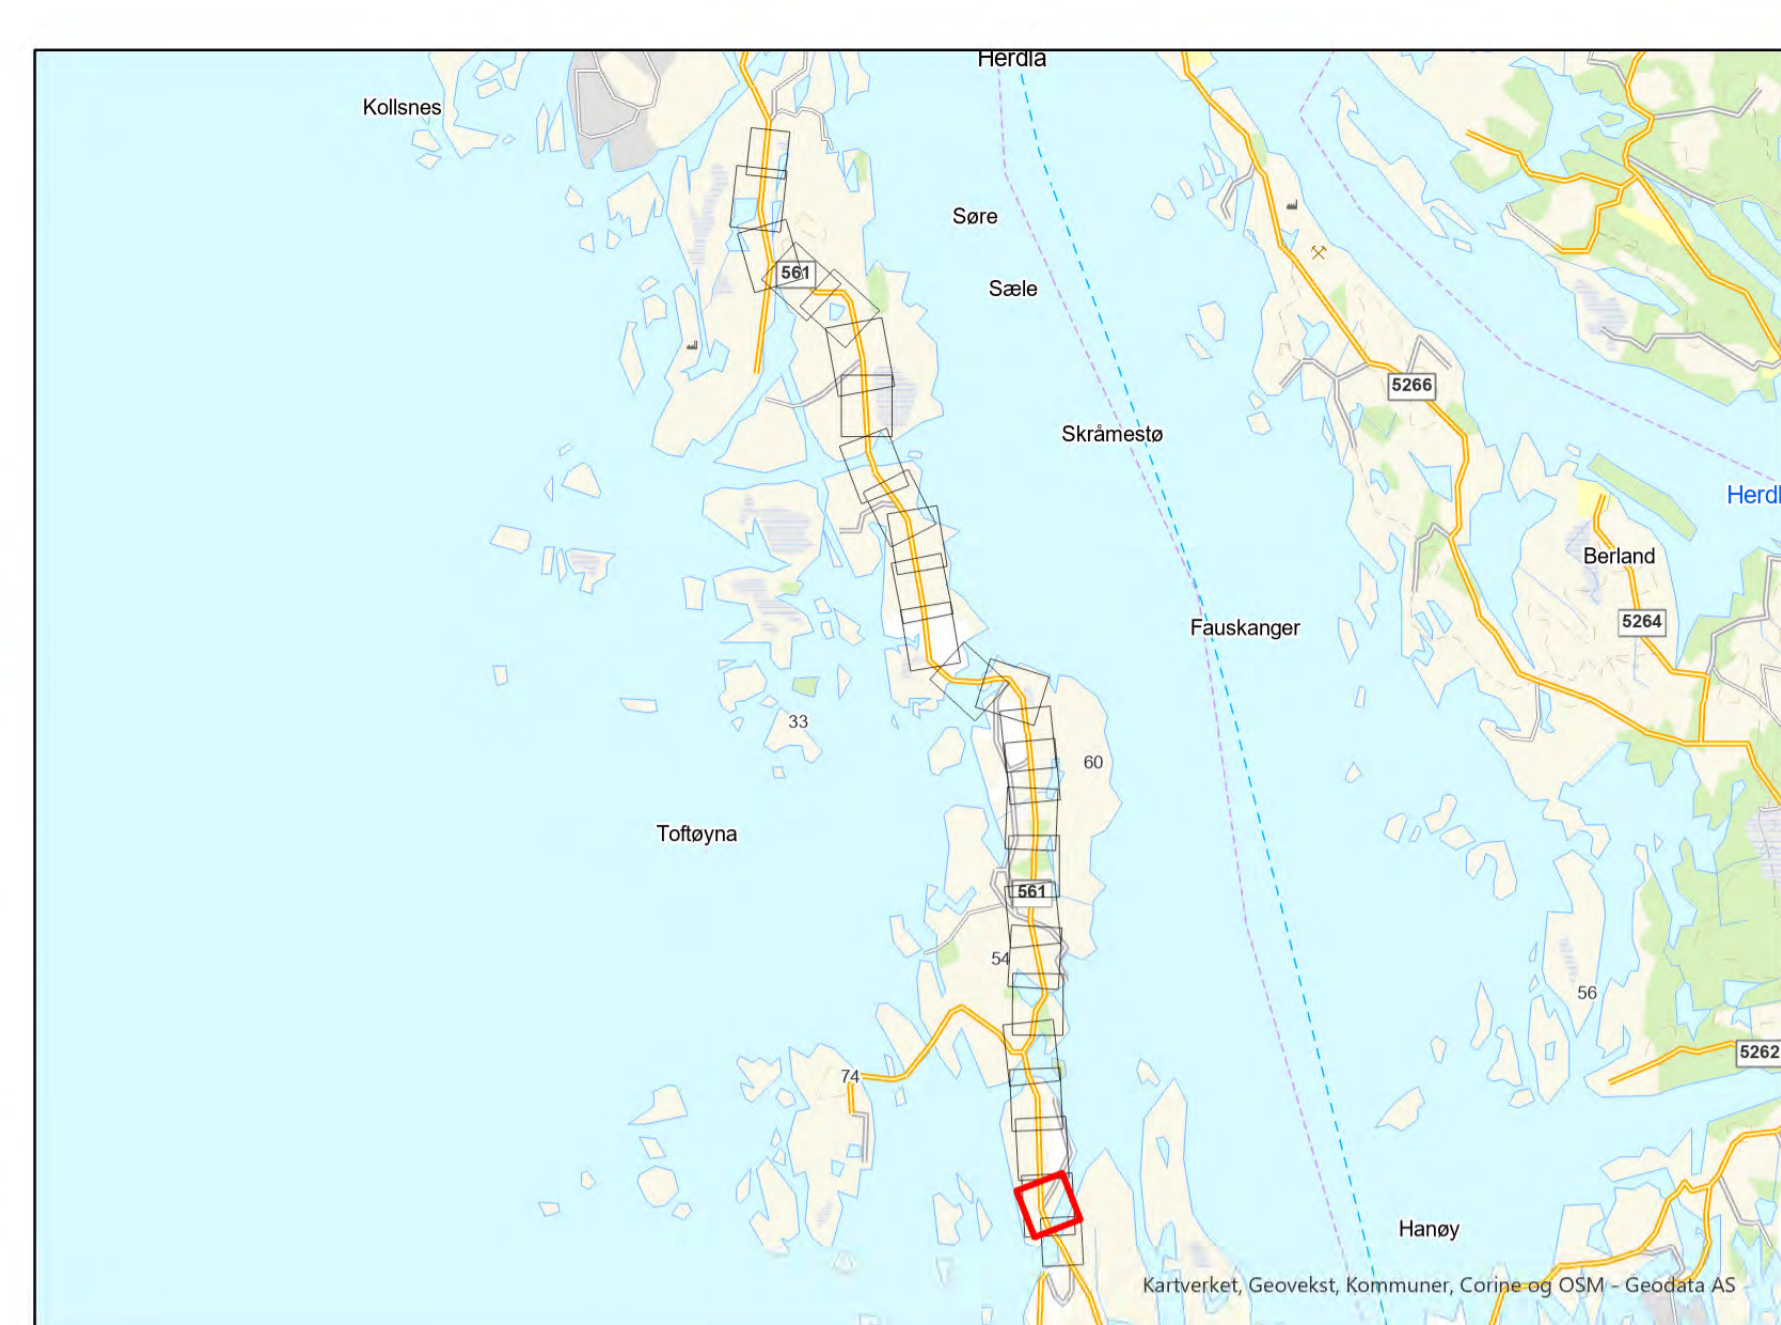 Herdla
Kollsnes
Søre
561
Sæle
5266
Skråmestø
Herdl
Berland
5264
Fauskanger
33
60
Toftøyna
561
54
56
5262
74
Hanøy
Kartverket, Geovekst, Kommuner, Corine og OSM - Geodata AS